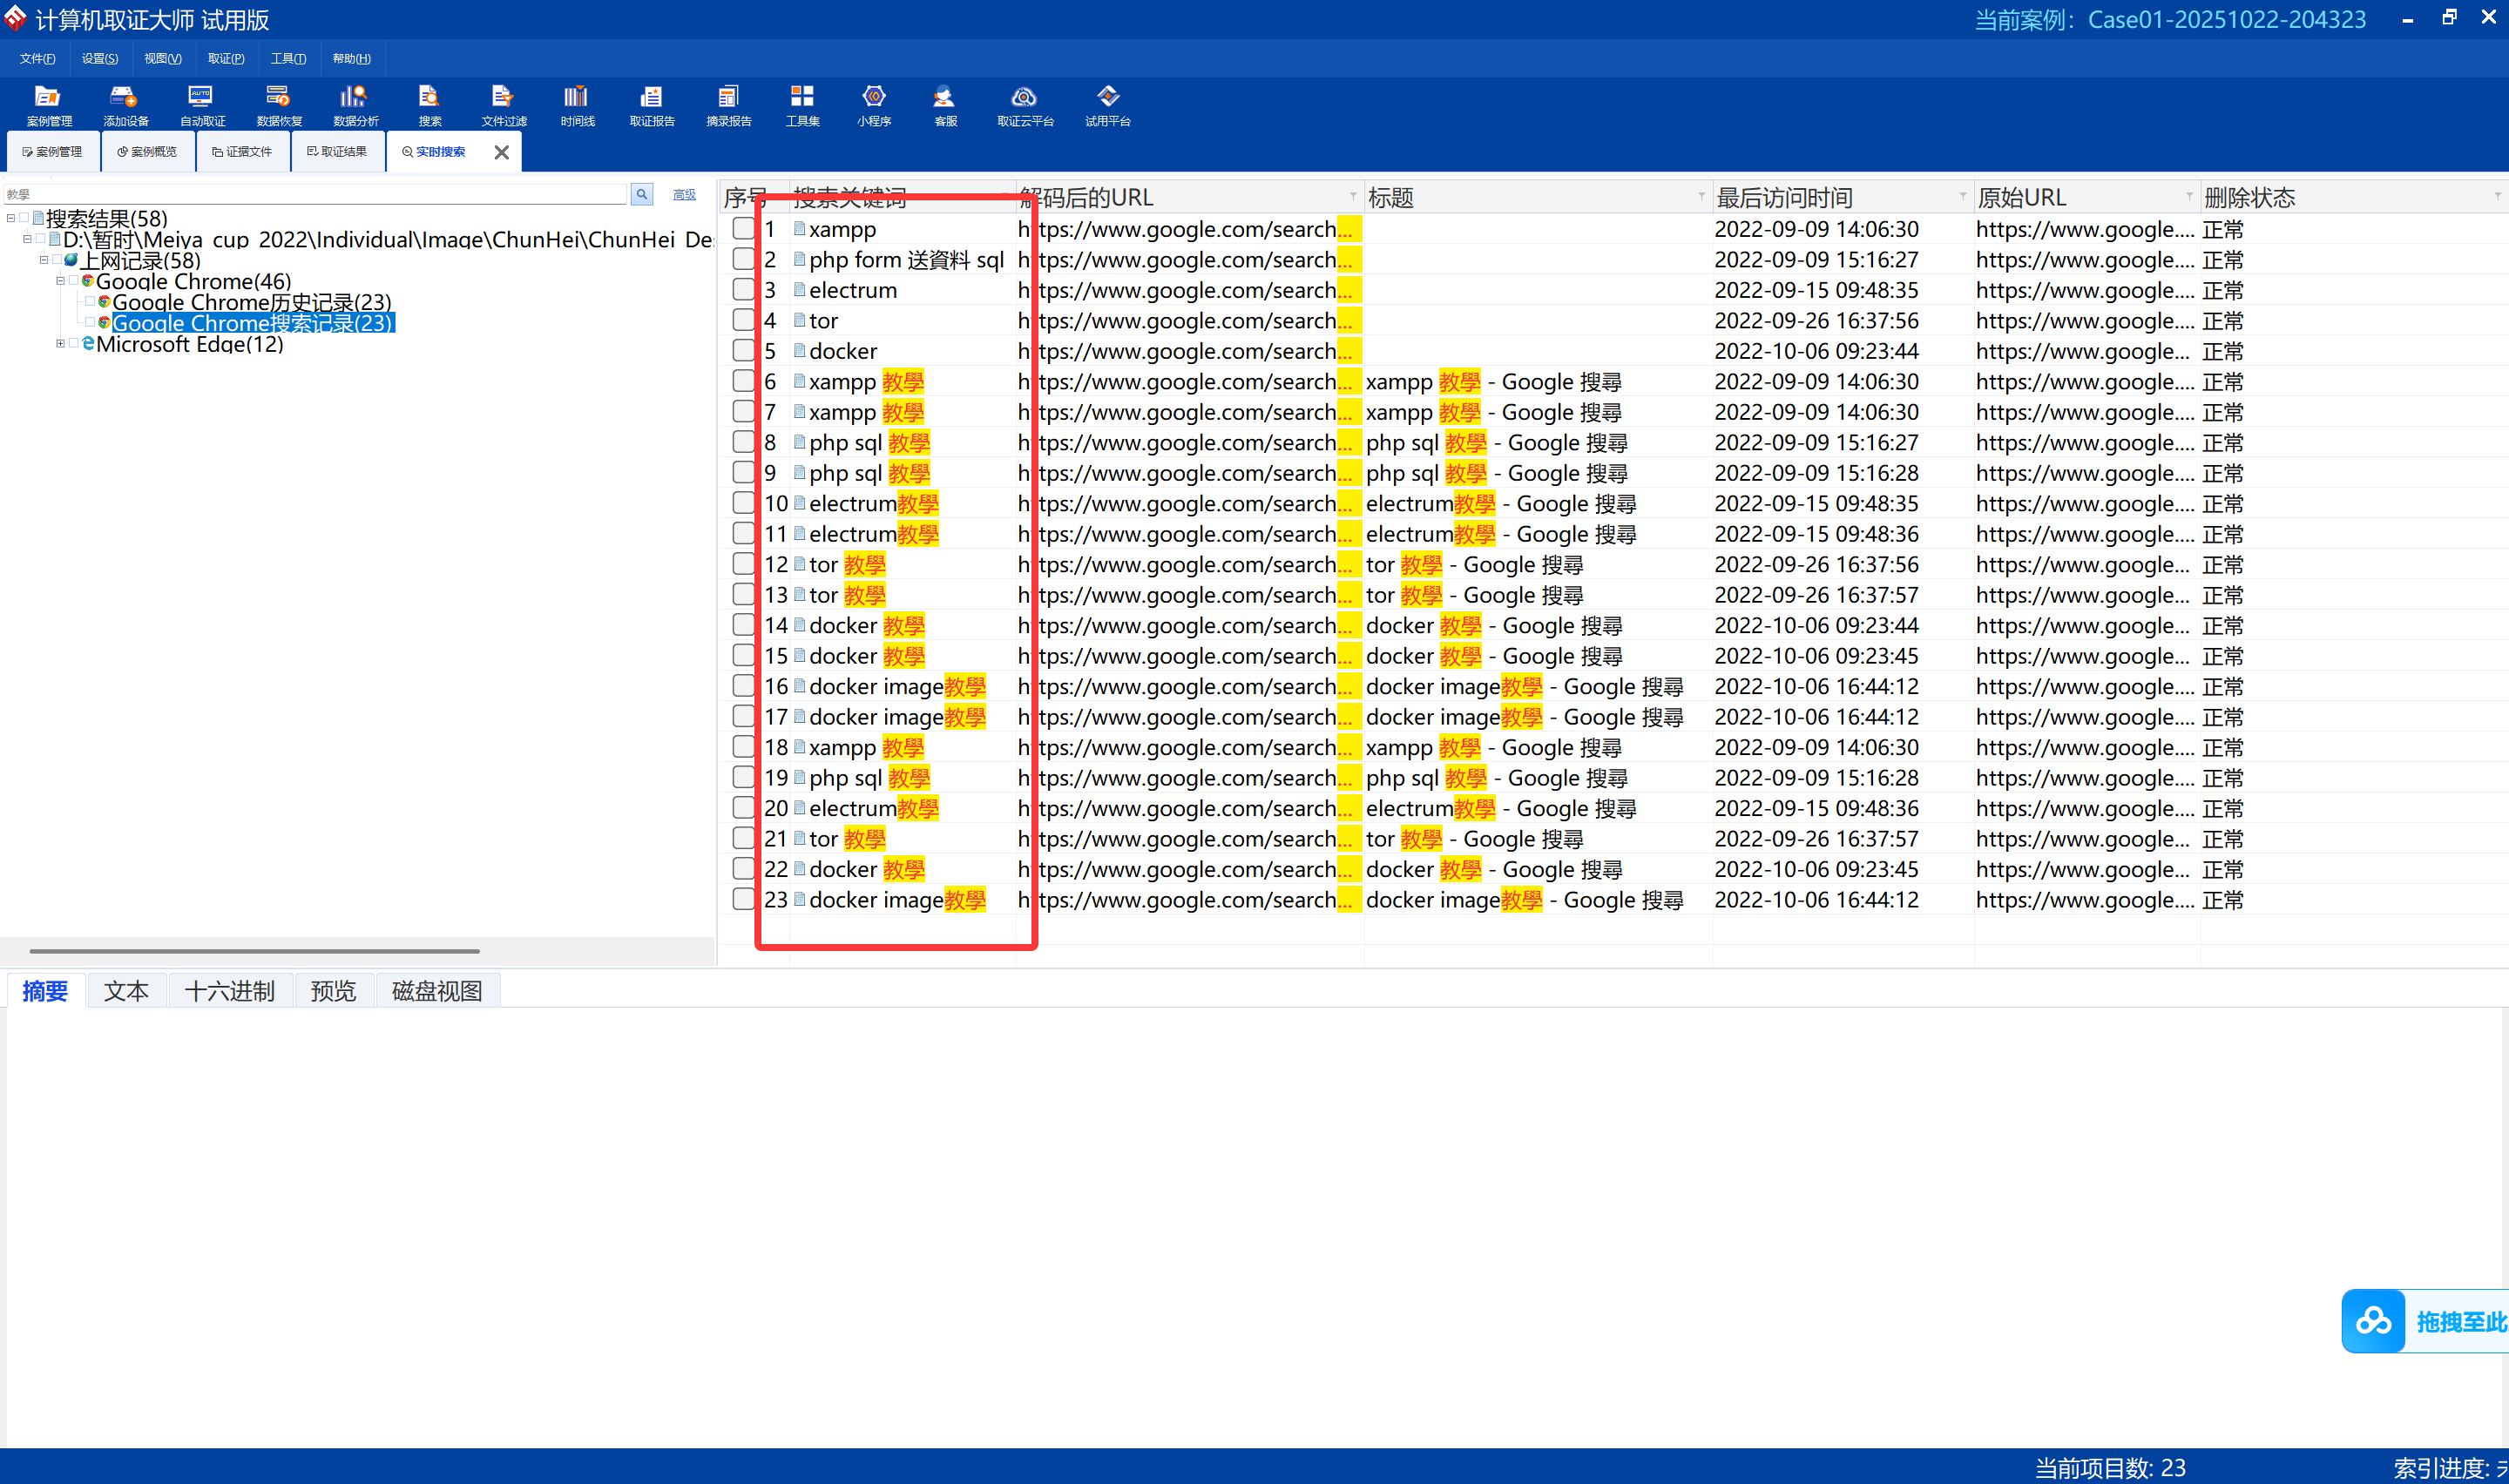 计算机取证大师 试用版
当前案例：Case01-20251022-204323
文件(F) 设置(S) 视图(V) 取证(P) 工具(T) 帮助(H)
案例管理 添加设备 自动取证 数据恢复 数据分析 搜索 文件过滤 时间线 取证报告 摘录报告 工具集 小程序 客服 取证云平台 试用平台
案例管理 案例概览 证据文件 取证结果 实时搜索
教學 高级
搜索结果(58)
D:\暂时\Meiya_cup_2022\Individual\Image\ChunHei\ChunHei_De
上网记录(58)
Google Chrome(46)
Google Chrome历史记录(23)
Google Chrome搜索记录(23)
Microsoft Edge(12)
序号 搜索关键词 解码后的URL 标题 最后访问时间 原始URL 删除状态
1 xampp https://www.google.com/search... 2022-09-09 14:06:30 https://www.google.... 正常
2 php form 送資料 sql https://www.google.com/search... 2022-09-09 15:16:27 https://www.google.... 正常
3 electrum https://www.google.com/search... 2022-09-15 09:48:35 https://www.google.... 正常
4 tor https://www.google.com/search... 2022-09-26 16:37:56 https://www.google.... 正常
5 docker https://www.google.com/search... 2022-10-06 09:23:44 https://www.google... 正常
6 xampp 教學 https://www.google.com/search... xampp 教學 - Google 搜尋 2022-09-09 14:06:30 https://www.google.... 正常
7 xampp 教學 https://www.google.com/search... xampp 教學 - Google 搜尋 2022-09-09 14:06:30 https://www.google.... 正常
8 php sql 教學 https://www.google.com/search... php sql 教學 - Google 搜尋 2022-09-09 15:16:27 https://www.google.... 正常
9 php sql 教學 https://www.google.com/search... php sql 教學 - Google 搜尋 2022-09-09 15:16:28 https://www.google.... 正常
10 electrum教學 https://www.google.com/search... electrum教學 - Google 搜尋 2022-09-15 09:48:35 https://www.google.... 正常
11 electrum教學 https://www.google.com/search... electrum教學 - Google 搜尋 2022-09-15 09:48:36 https://www.google.... 正常
12 tor 教學 https://www.google.com/search... tor 教學 - Google 搜尋 2022-09-26 16:37:56 https://www.google.... 正常
13 tor 教學 https://www.google.com/search... tor 教學 - Google 搜尋 2022-09-26 16:37:57 https://www.google.... 正常
14 docker 教學 https://www.google.com/search... docker 教學 - Google 搜尋 2022-10-06 09:23:44 https://www.google... 正常
15 docker 教學 https://www.google.com/search... docker 教學 - Google 搜尋 2022-10-06 09:23:45 https://www.google... 正常
16 docker image教學 https://www.google.com/search... docker image教學 - Google 搜尋 2022-10-06 16:44:12 https://www.google.... 正常
17 docker image教學 https://www.google.com/search... docker image教學 - Google 搜尋 2022-10-06 16:44:12 https://www.google.... 正常
18 xampp 教學 https://www.google.com/search... xampp 教學 - Google 搜尋 2022-09-09 14:06:30 https://www.google.... 正常
19 php sql 教學 https://www.google.com/search... php sql 教學 - Google 搜尋 2022-09-09 15:16:28 https://www.google.... 正常
20 electrum教學 https://www.google.com/search... electrum教學 - Google 搜尋 2022-09-15 09:48:36 https://www.google.... 正常
21 tor 教學 https://www.google.com/search... tor 教學 - Google 搜尋 2022-09-26 16:37:57 https://www.google.... 正常
22 docker 教學 https://www.google.com/search... docker 教學 - Google 搜尋 2022-10-06 09:23:45 https://www.google... 正常
23 docker image教學 https://www.google.com/search... docker image教學 - Google 搜尋 2022-10-06 16:44:12 https://www.google.... 正常
摘要 文本 十六进制 预览 磁盘视图
拖拽至此
当前项目数: 23 索引进度: